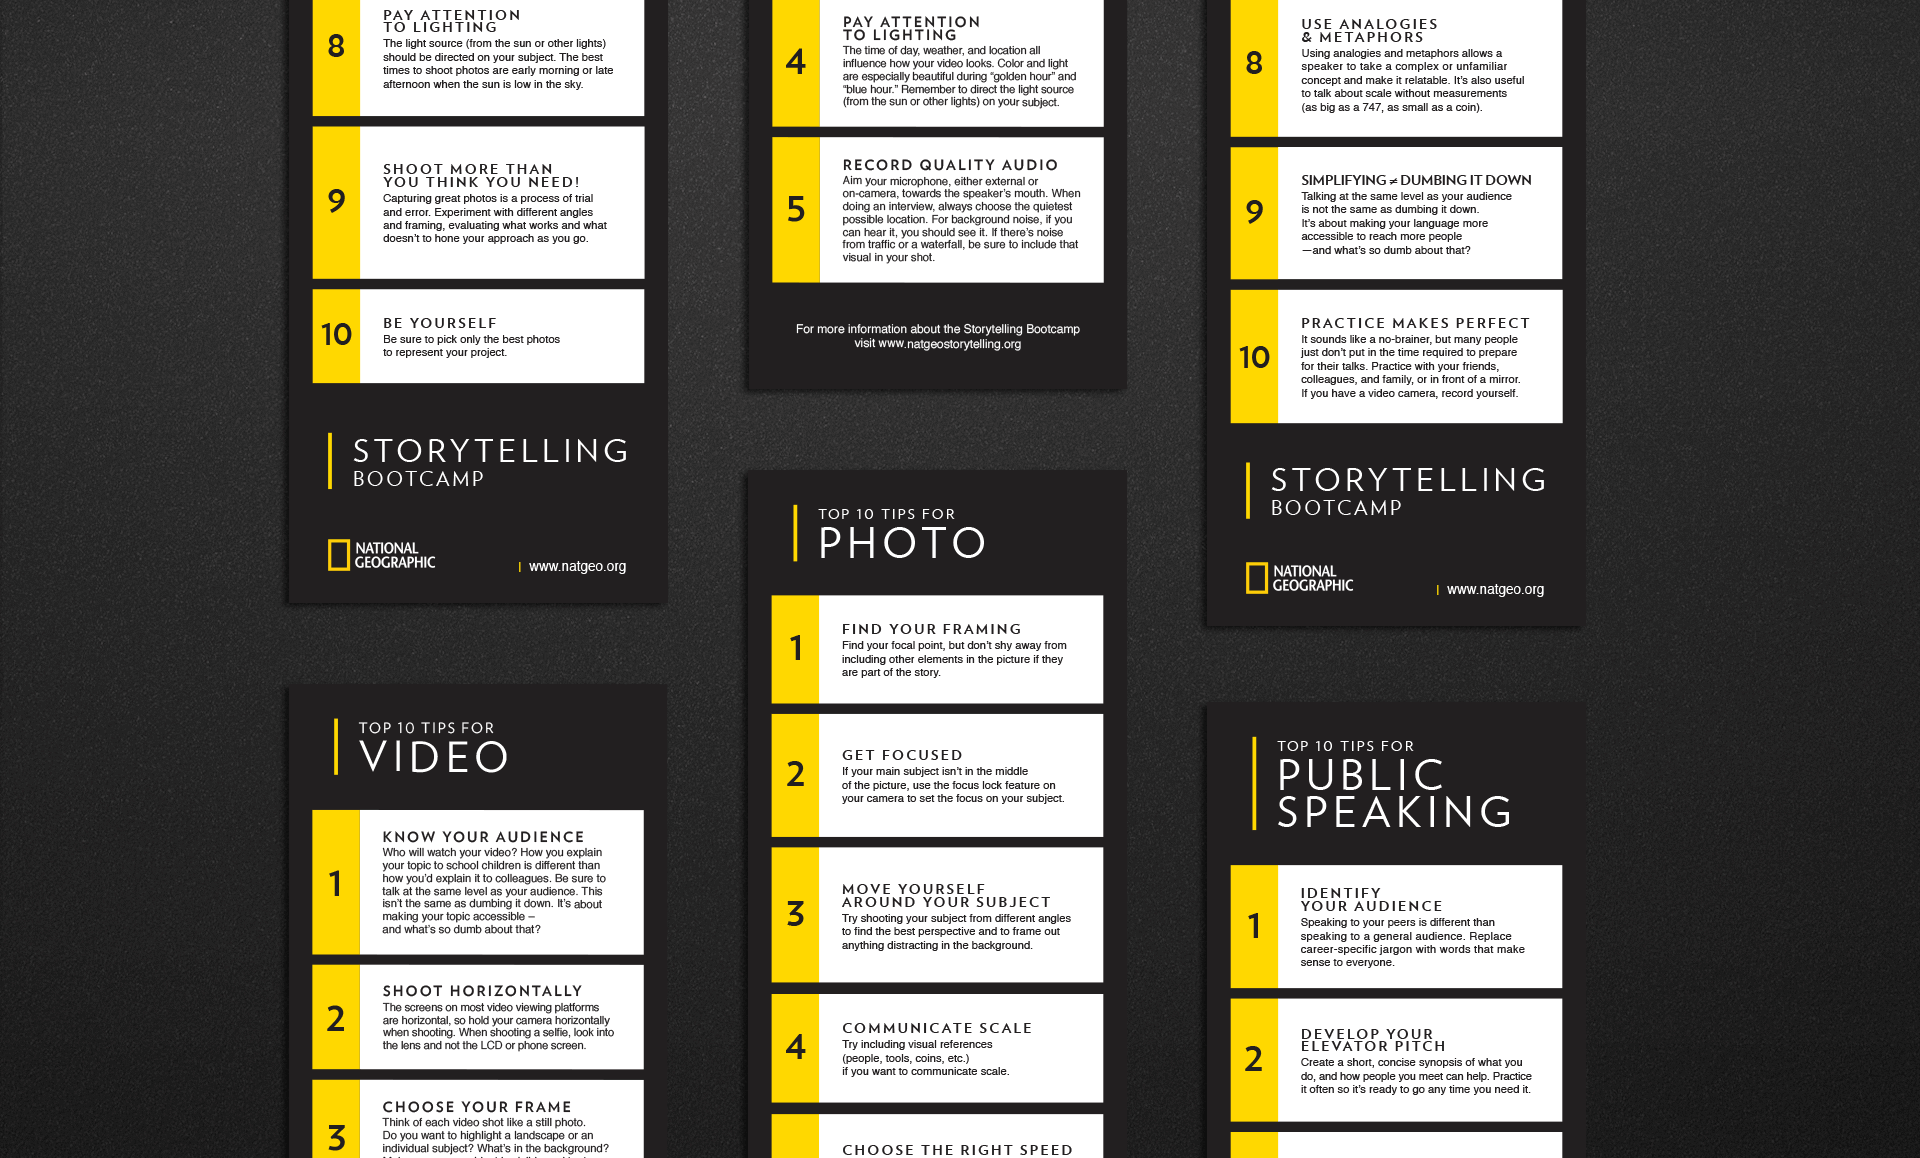 8
PAY ATTENTION
TO LIGHTING
The light source (from the sun or other lights)
should be directed on your subject. The best
times to shoot photos are early morning or late
afternoon when the sun is low in the sky.
9
SHOOT MORE THAN
YOU THINK YOU NEED!
Capturing great photos is a process of trial
and error. Experiment with different angles
and framing, evaluating what works and what
doesn't to hone your approach as you go.
10
BE YOURSELF
Be sure to pick only the best photos
to represent your project.
STORYTELLING
BOOTCAMP
NATIONAL
GEOGRAPHIC
www.natgeo.org
TOP 10 TIPS FOR
VIDEO
1
KNOW YOUR AUDIENCE
Who will watch your video? How you explain
your topic to school children is different than
how you'd explain it to colleagues. Be sure to
talk at the same level as your audience. This
isn't the same as dumbing it down. It's about
making your topic accessible –
and what's so dumb about that?
2
SHOOT HORIZONTALLY
The screens on most video viewing platforms
are horizontal, so hold your camera horizontally
when shooting. When shooting a selfie, look into
the lens and not the LCD or phone screen.
3
CHOOSE YOUR FRAME
Think of each video shot like a still photo.
Do you want to highlight a landscape or an
individual subject? What's in the background?
4
PAY ATTENTION
TO LIGHTING
The time of day, weather, and location all
influence how your video looks. Color and light
are especially beautiful during "golden hour" and
"blue hour." Remember to direct the light source
(from the sun or other lights) on your subject.
5
RECORD QUALITY AUDIO
Aim your microphone, either external or
on-camera, towards the speaker's mouth. When
doing an interview, always choose the quietest
possible location. For background noise, if you
can hear it, you should see it. If there's noise
from traffic or a waterfall, be sure to include that
visual in your shot.
For more information about the Storytelling Bootcamp
visit www.natgeostorytelling.org
TOP 10 TIPS FOR
PHOTO
1
FIND YOUR FRAMING
Find your focal point, but don't shy away from
including other elements in the picture if they
are part of the story.
2
GET FOCUSED
If your main subject isn't in the middle
of the picture, use the focus lock feature on
your camera to set the focus on your subject.
3
MOVE YOURSELF
AROUND YOUR SUBJECT
Try shooting your subject from different angles
to find the best perspective and to frame out
anything distracting in the background.
4
COMMUNICATE SCALE
Try including visual references
(people, tools, coins, etc.)
if you want to communicate scale.
CHOOSE THE RIGHT SPEED
8
USE ANALOGIES
& METAPHORS
Using analogies and metaphors allows a
speaker to take a complex or unfamiliar
concept and make it relatable. It's also useful
to talk about scale without measurements
(as big as a 747, as small as a coin).
9
SIMPLIFYING ≠ DUMBING IT DOWN
Talking at the same level as your audience
is not the same as dumbing it down.
It's about making your language more
accessible to reach more people
—and what's so dumb about that?
10
PRACTICE MAKES PERFECT
It sounds like a no-brainer, but many people
just don't put in the time required to prepare
for their talks. Practice with your friends,
colleagues, and family, or in front of a mirror.
If you have a video camera, record yourself.
STORYTELLING
BOOTCAMP
NATIONAL
GEOGRAPHIC
www.natgeo.org
TOP 10 TIPS FOR
PUBLIC
SPEAKING
1
IDENTIFY
YOUR AUDIENCE
Speaking to your peers is different than
speaking to a general audience. Replace
career-specific jargon with words that make
sense to everyone.
2
DEVELOP YOUR
ELEVATOR PITCH
Create a short, concise synopsis of what you
do, and how people you meet can help. Practice
it often so it's ready to go any time you need it.